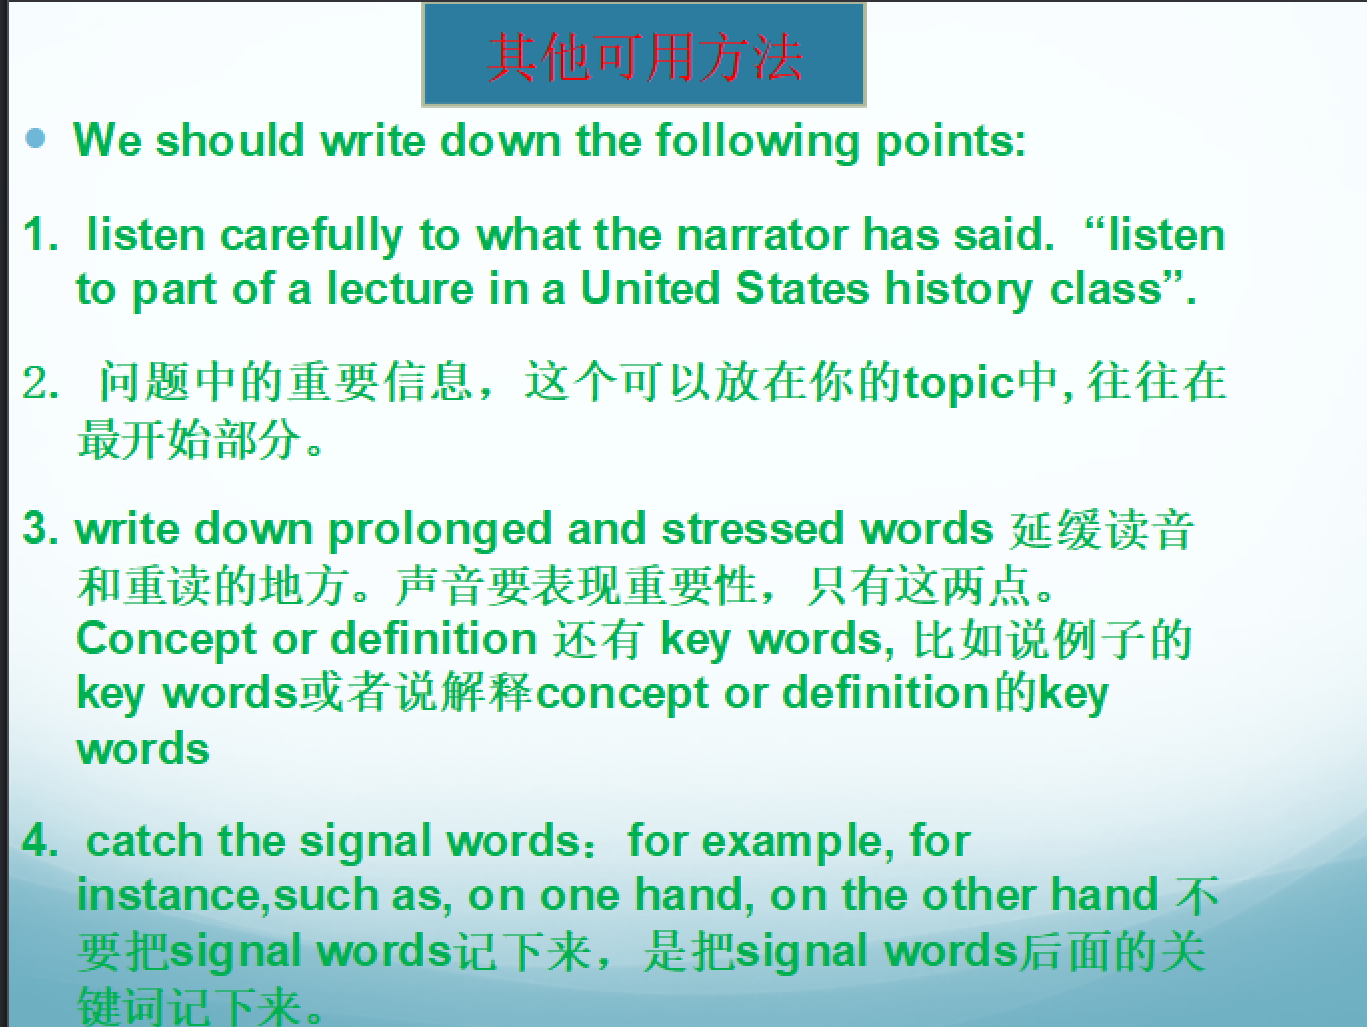 其他可用方法
We should write down the following points:
1. listen carefully to what the narrator has said. “listen
to part of a lecture in a United States history class”.
2. 问题中的重要信息，这个可以放在你的topic中, 往往在
最开始部分。
3. write down prolonged and stressed words 延缓读音
和重读的地方。声音要表现重要性，只有这两点。
Concept or definition 还有 key words, 比如说例子的
key words或者说解释concept or definition的key
words
4. catch the signal words：for example, for
instance,such as, on one hand, on the other hand 不
要把signal words记下来，是把signal words后面的关
键词记下来。